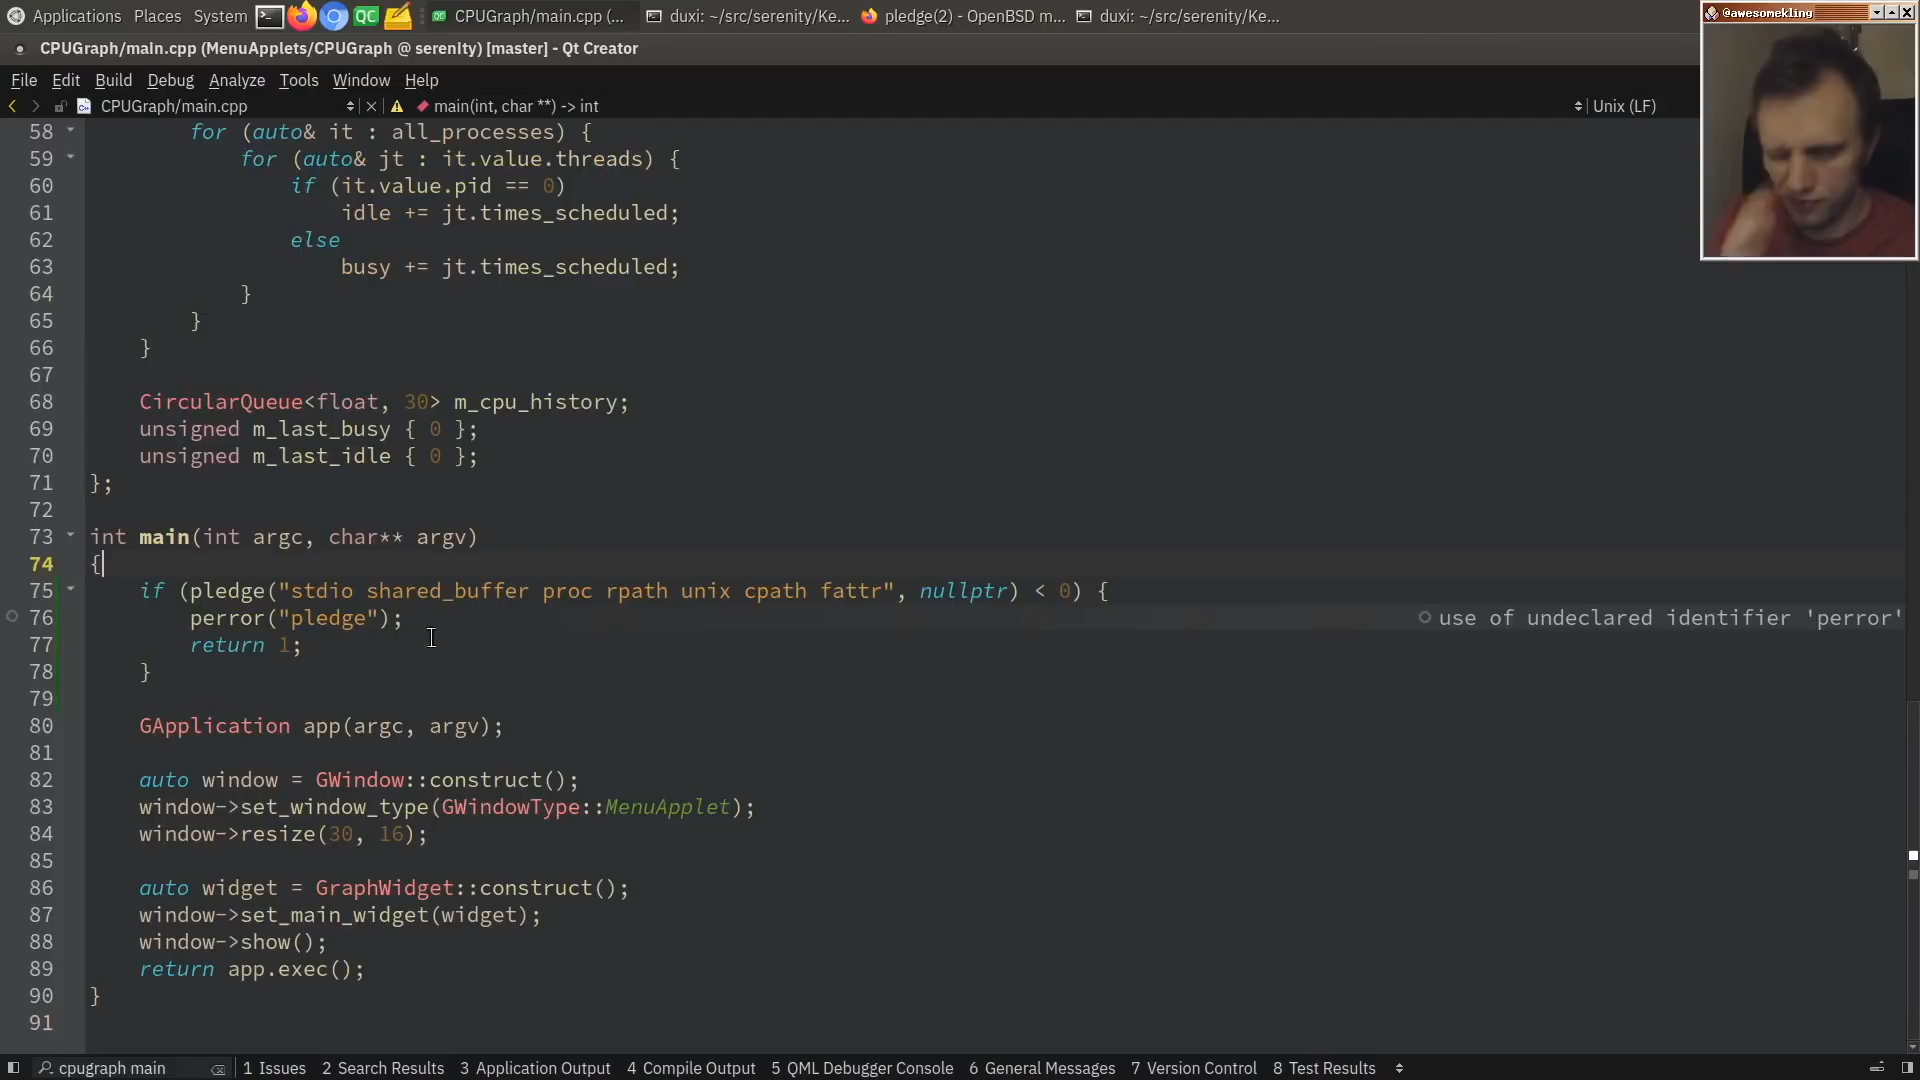 Applications Places System CPUGraph/main.cpp (... duxi: ~/src/serenity/Ke... pledge(2) - OpenBSD m... duxi: ~/src/serenity/Ke...
@awesomekling
CPUGraph/main.cpp (MenuApplets/CPUGraph @ serenity) [master] - Qt Creator
File Edit Build Debug Analyze Tools Window Help
CPUGraph/main.cpp main(int, char **) -> int Unix (LF)
58 for (auto& it : all_processes) {
59 for (auto& jt : it.value.threads) {
60 if (it.value.pid == 0)
61 idle += jt.times_scheduled;
62 else
63 busy += jt.times_scheduled;
64 }
65 }
66 }
67
68 CircularQueue<float, 30> m_cpu_history;
69 unsigned m_last_busy { 0 };
70 unsigned m_last_idle { 0 };
71 };
72
73 int main(int argc, char** argv)
74 {
75 if (pledge("stdio shared_buffer proc rpath unix cpath fattr", nullptr) < 0) {
76 perror("pledge"); use of undeclared identifier 'perror'
77 return 1;
78 }
79
80 GApplication app(argc, argv);
81
82 auto window = GWindow::construct();
83 window->set_window_type(GWindowType::MenuApplet);
84 window->resize(30, 16);
85
86 auto widget = GraphWidget::construct();
87 window->set_main_widget(widget);
88 window->show();
89 return app.exec();
90 }
91
cpugraph main 1 Issues 2 Search Results 3 Application Output 4 Compile Output 5 QML Debugger Console 6 General Messages 7 Version Control 8 Test Results